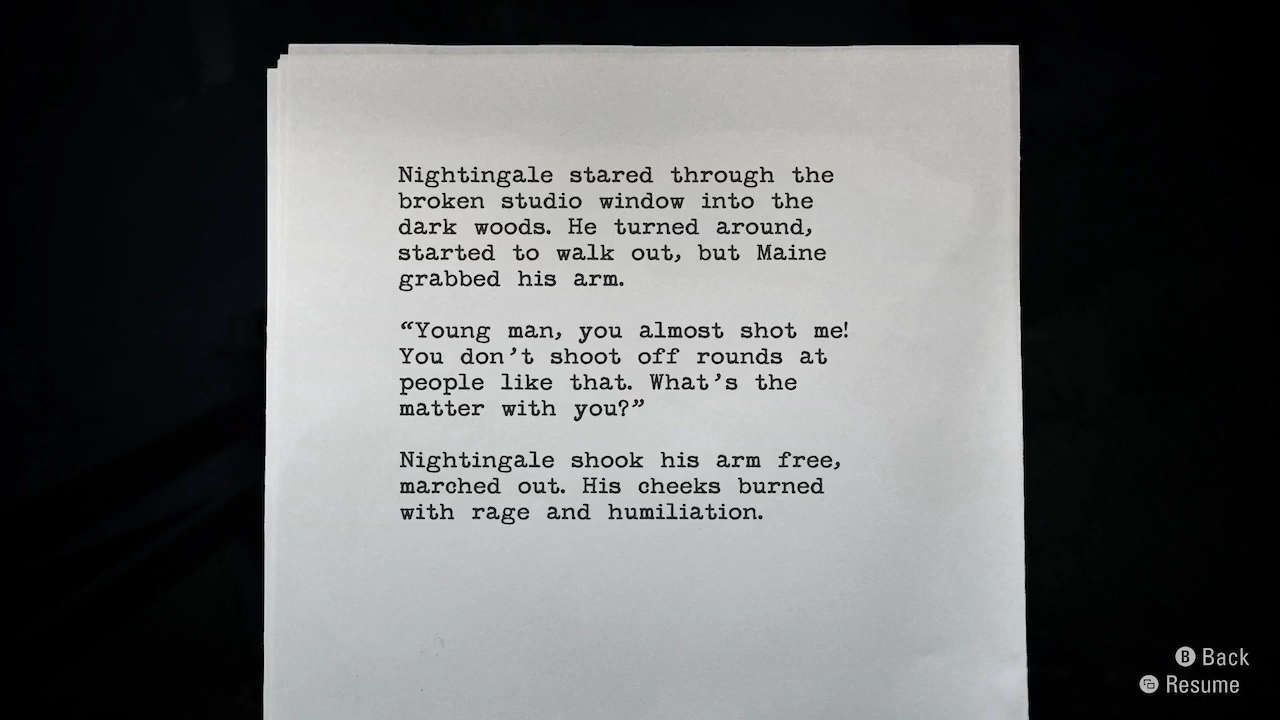 Nightingale stared through the
broken studio window into the
dark woods. He turned around,
started to walk out, but Maine
grabbed his arm.
“Young man, you almost shot me!
You don’t shoot off rounds at
people like that. What’s the
matter with you?”
Nightingale shook his arm free,
marched out. His cheeks burned
with rage and humiliation.
B Back
Resume